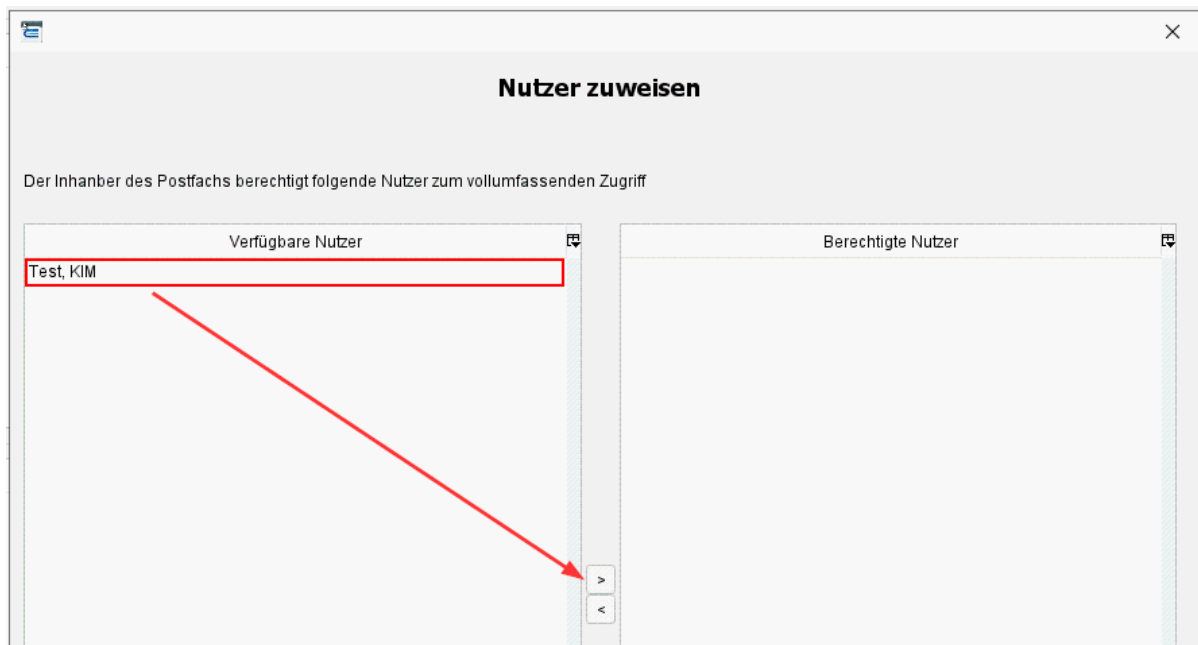 Nutzer zuweisen
Der Inhanber des Postfachs berechtigt folgende Nutzer zum vollumfassenden Zugriff
Verfügbare Nutzer
Berechtigte Nutzer
Test, KIM
>
<